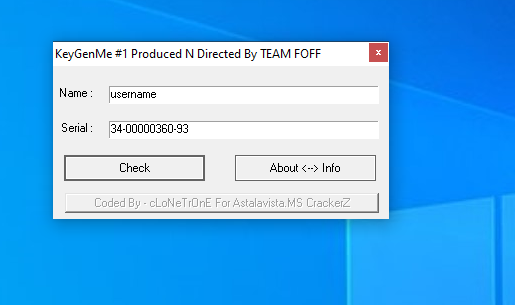 KeyGenMe #1 Produced N Directed By TEAM FOFF x
Name : username
Serial : 34-00000360-93
Check About <--> Info
Coded By - cLoNeTrOnE For Astalavista.MS CrackerZ